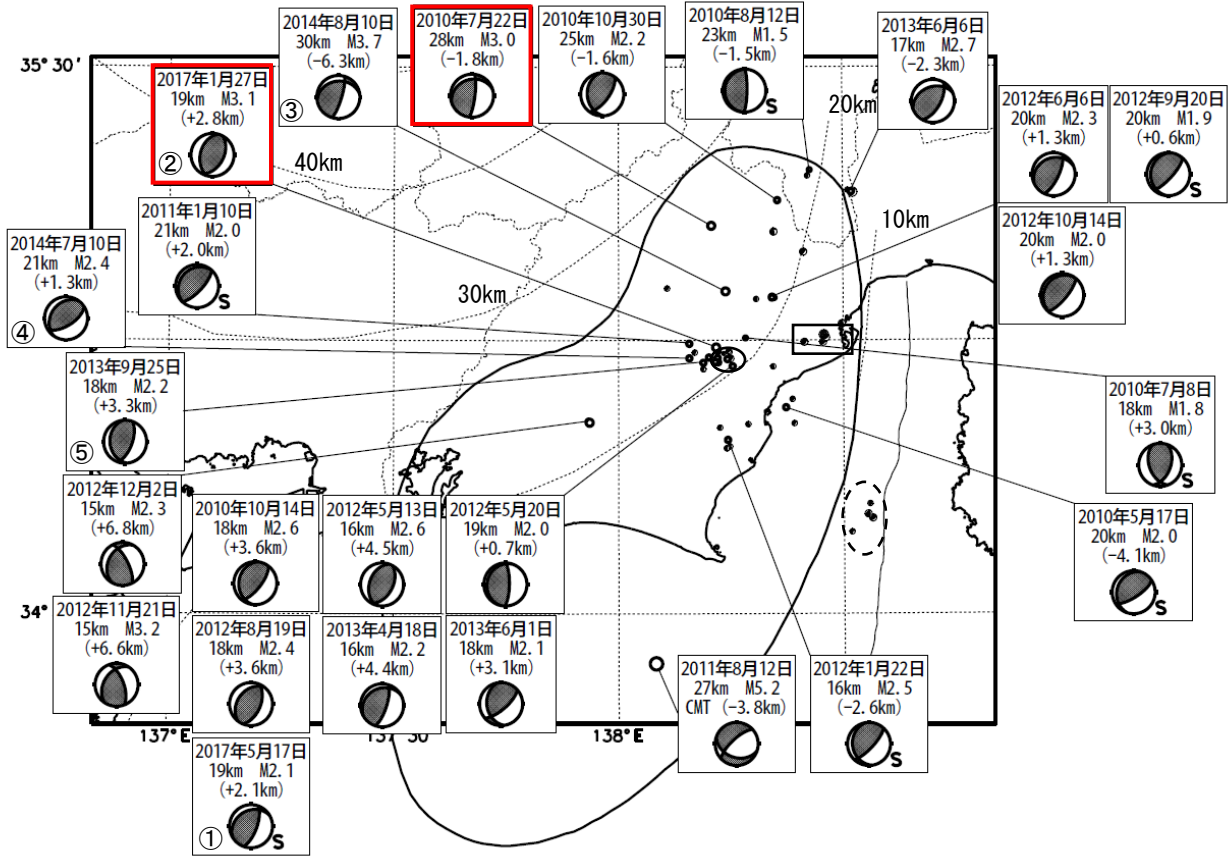 2014年8月10日
30km M3.7
(-6.3km)
③
2010年7月22日
28km M3.0
(-1.8km)
2010年10月30日
25km M2.2
(-1.6km)
2010年8月12日
23km M1.5
(-1.5km)
S
2013年6月6日
17km M2.7
(-2.3km)
35°30′
2017年1月27日
19km M3.1
(+2.8km)
②
40km
20km
2012年6月6日
20km M2.3
(+1.3km)
2012年9月20日
20km M1.9
(+0.6km)
S
2011年1月10日
21km M2.0
(+2.0km)
S
10km
2012年10月14日
20km M2.0
(+1.3km)
2014年7月10日
21km M2.4
(+1.3km)
④
30km
2013年9月25日
18km M2.2
(+3.3km)
⑤
2010年7月8日
18km M1.8
(+3.0km)
S
2012年12月2日
15km M2.3
(+6.8km)
2010年10月14日
18km M2.6
(+3.6km)
2012年5月13日
16km M2.6
(+4.5km)
2012年5月20日
19km M2.0
(+0.7km)
2010年5月17日
20km M2.0
(-4.1km)
S
34°
2012年11月21日
15km M3.2
(+6.6km)
2012年8月19日
18km M2.4
(+3.6km)
2013年4月18日
16km M2.2
(+4.4km)
2013年6月1日
18km M2.1
(+3.1km)
2011年8月12日
27km M5.2
CMT (-3.8km)
2012年1月22日
16km M2.5
(-2.6km)
S
137°E
137°30′
138°E
2017年5月17日
19km M2.1
(+2.1km)
①
S